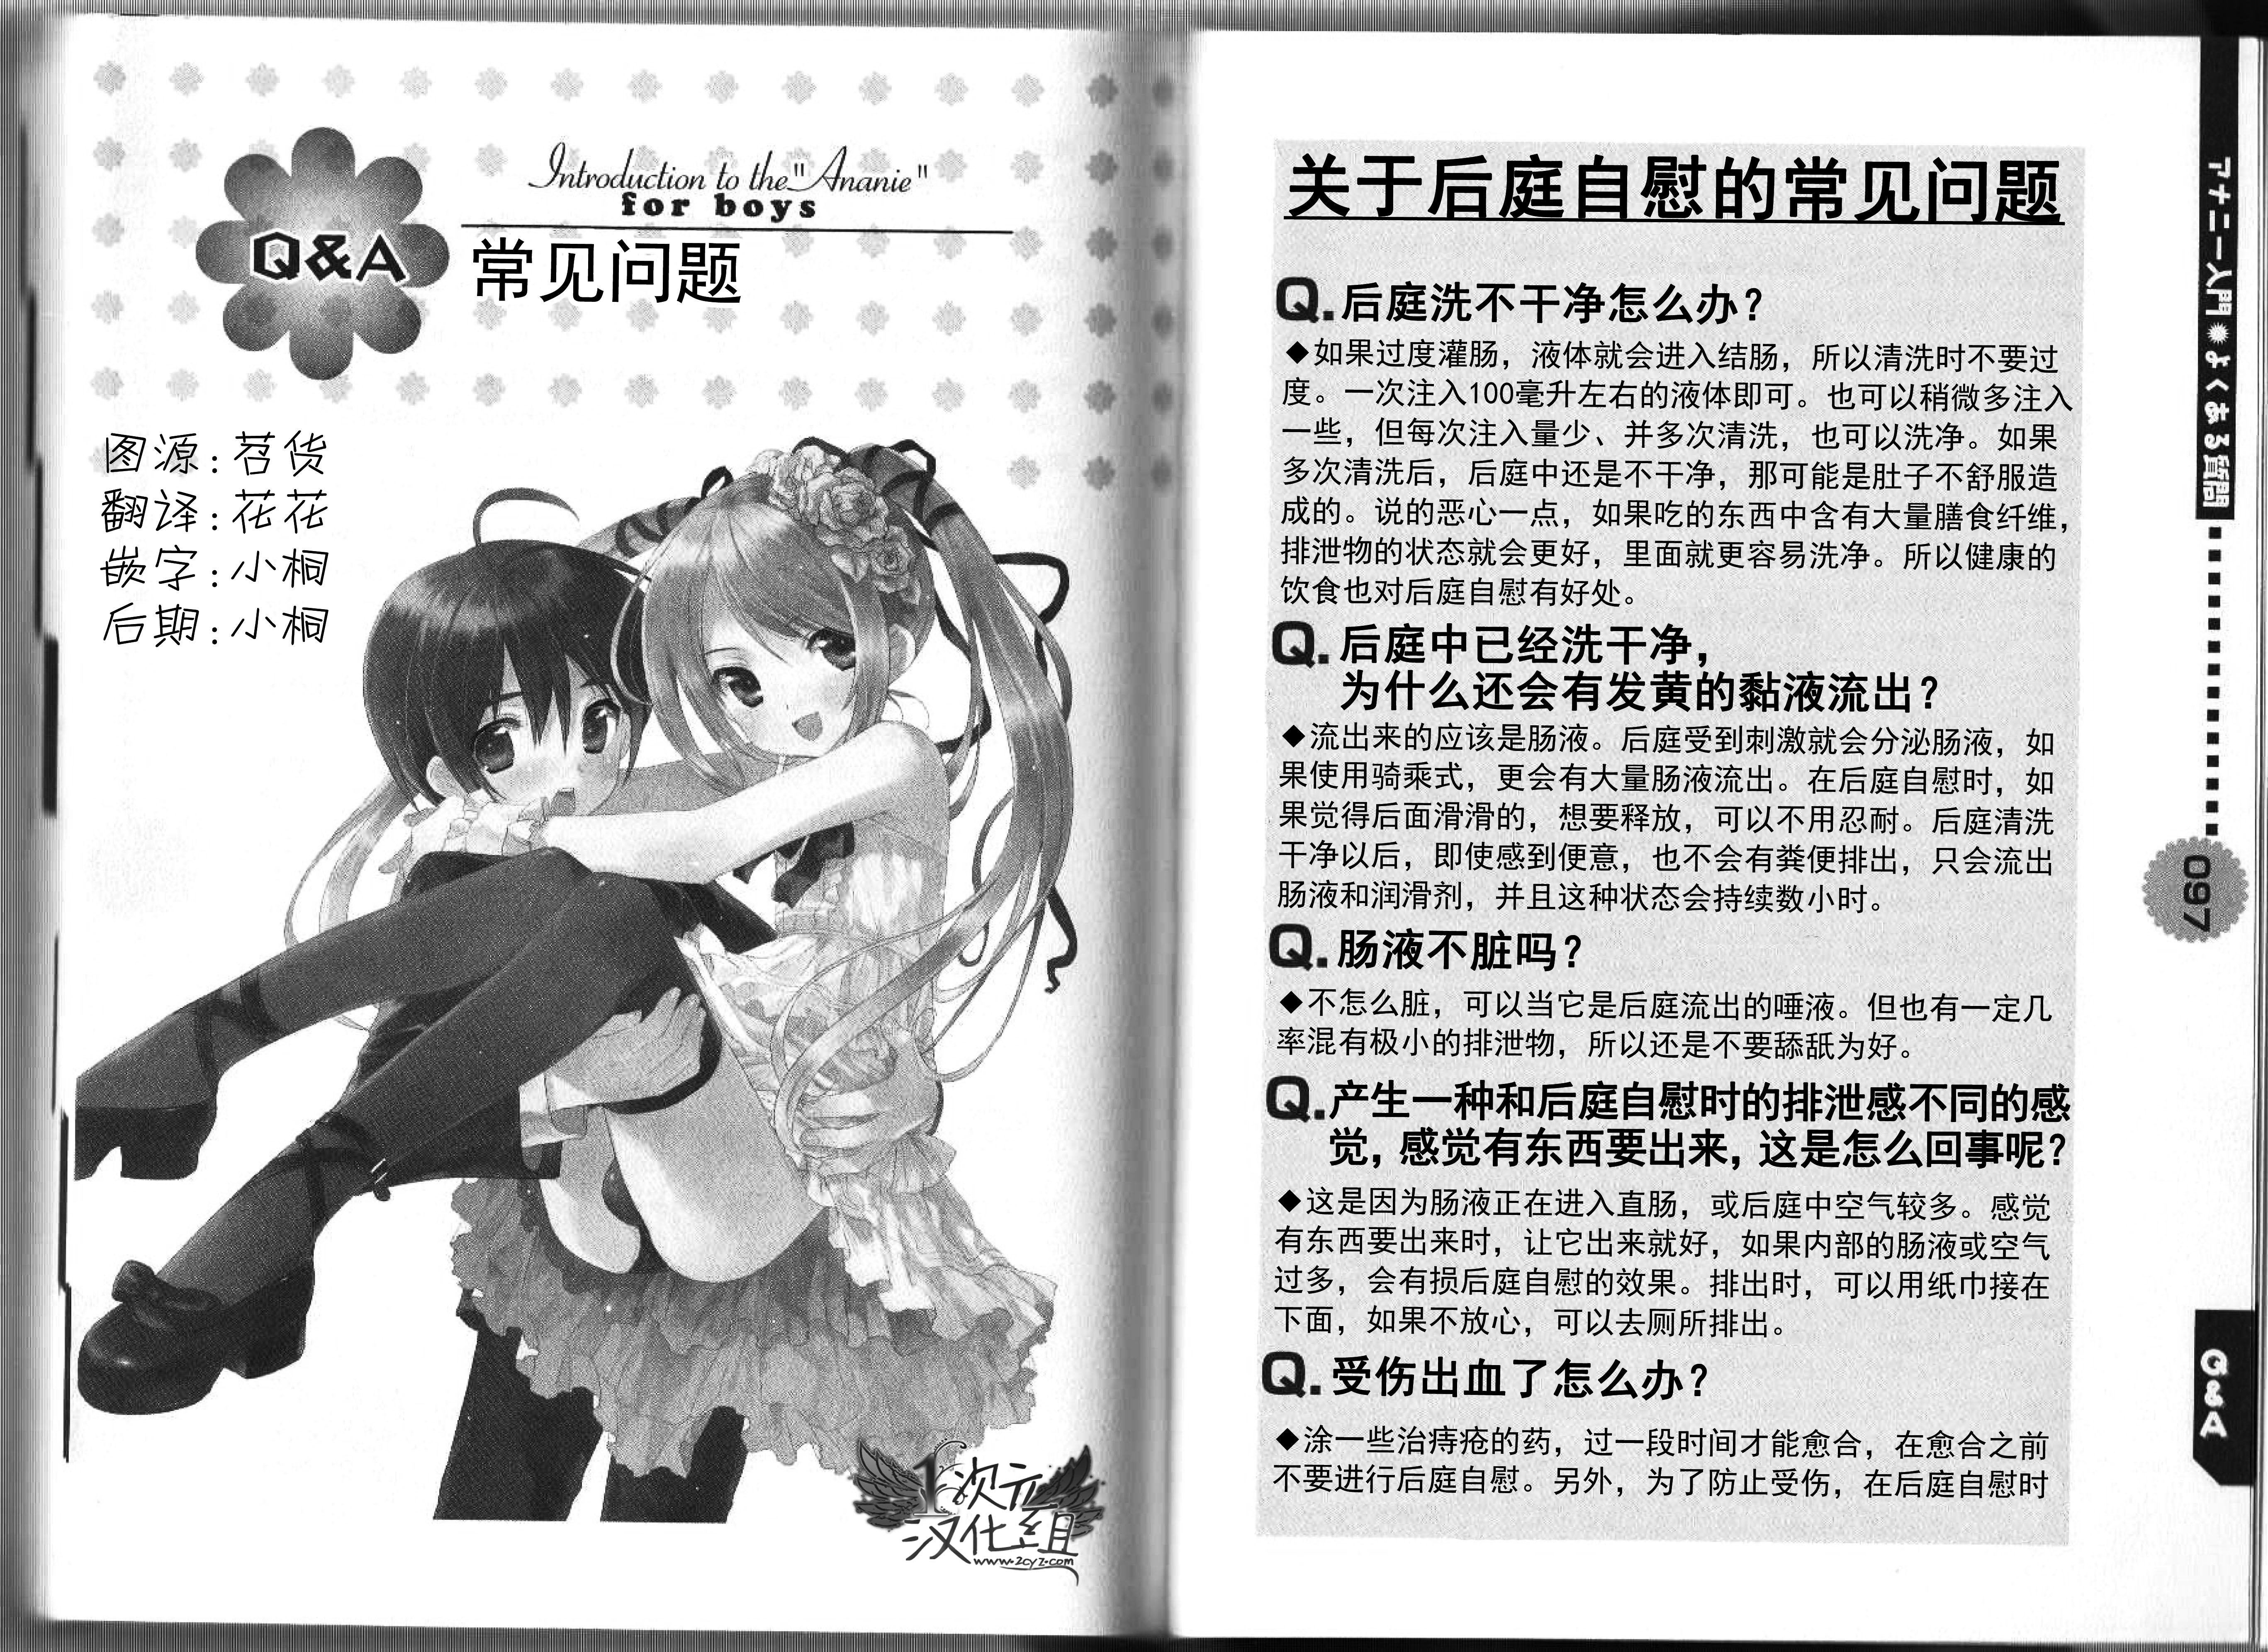 Introduction to the "Ananie"
for boys
Q&A
常见问题
图源:苕货
翻译:花花
嵌字:小桐
后期:小桐
1次元
汉化组
www.2cyz.com
关于后庭自慰的常见问题
Q.后庭洗不干净怎么办?
◆如果过度灌肠，液体就会进入结肠，所以清洗时不要过
度。一次注入100毫升左右的液体即可。也可以稍微多注入
一些，但每次注入量少、并多次清洗，也可以洗净。如果
多次清洗后，后庭中还是不干净，那可能是肚子不舒服造
成的。说的恶心一点，如果吃的东西中含有大量膳食纤维，
排泄物的状态就会更好，里面就更容易洗净。所以健康的
饮食也对后庭自慰有好处。
Q.后庭中已经洗干净，
为什么还会有发黄的黏液流出?
◆流出来的应该是肠液。后庭受到刺激就会分泌肠液，如
果使用骑乘式，更会有大量肠液流出。在后庭自慰时，如
果觉得后面滑滑的，想要释放，可以不用忍耐。后庭清洗
干净以后，即使感到便意，也不会有粪便排出，只会流出
肠液和润滑剂，并且这种状态会持续数小时。
Q.肠液不脏吗?
◆不怎么脏，可以当它是后庭流出的唾液。但也有一定几
率混有极小的排泄物，所以还是不要舔舐为好。
Q.产生一种和后庭自慰时的排泄感不同的感
觉，感觉有东西要出来，这是怎么回事呢?
◆这是因为肠液正在进入直肠，或后庭中空气较多。感觉
有东西要出来时，让它出来就好，如果内部的肠液或空气
过多，会有损后庭自慰的效果。排出时，可以用纸巾接在
下面，如果不放心，可以去厕所排出。
Q.受伤出血了怎么办?
◆涂一些治痔疮的药，过一段时间才能愈合，在愈合之前
不要进行后庭自慰。另外，为了防止受伤，在后庭自慰时
アナニー入門✹よくある質問
097
Q&A